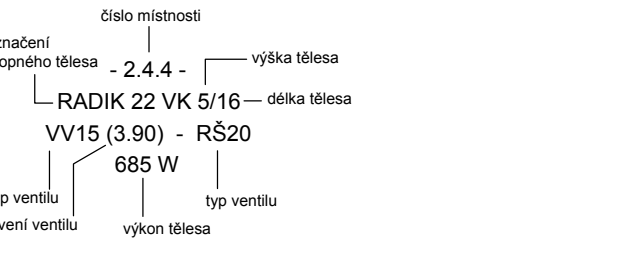 číslo místnosti
značení
opného tělesa
- 2.4.4 -
výška tělesa
RADIK 22 VK 5/16
délka tělesa
VV15 (3.90) - RŠ20
685 W
p ventilu
typ ventilu
vení ventilu
výkon tělesa